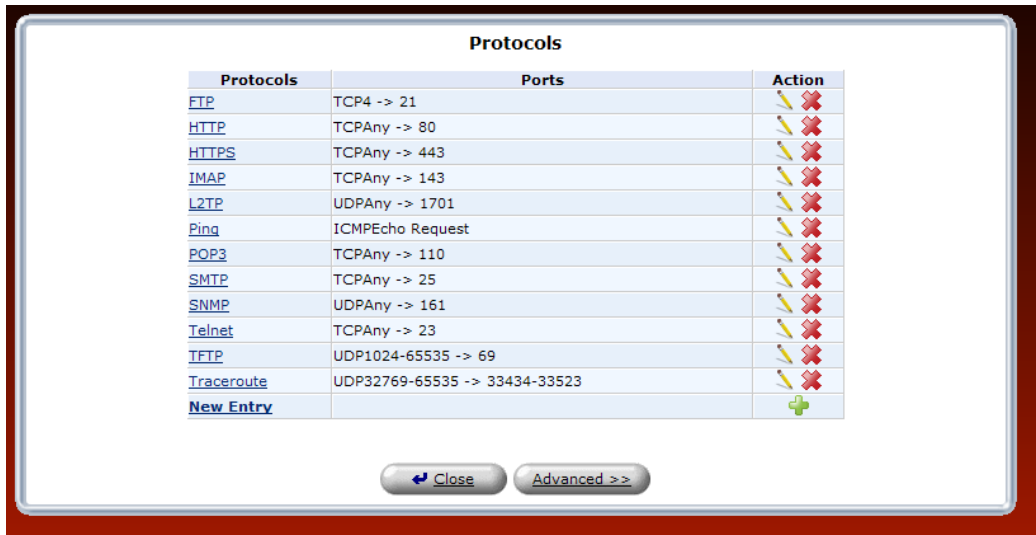 Protocols
Protocols Ports Action
FTP TCP4 -> 21
HTTP TCPAny -> 80
HTTPS TCPAny -> 443
IMAP TCPAny -> 143
L2TP UDPAny -> 1701
Ping ICMPEcho Request
POP3 TCPAny -> 110
SMTP TCPAny -> 25
SNMP UDPAny -> 161
Telnet TCPAny -> 23
TFTP UDP1024-65535 -> 69
Traceroute UDP32769-65535 -> 33434-33523
New Entry
Close Advanced >>